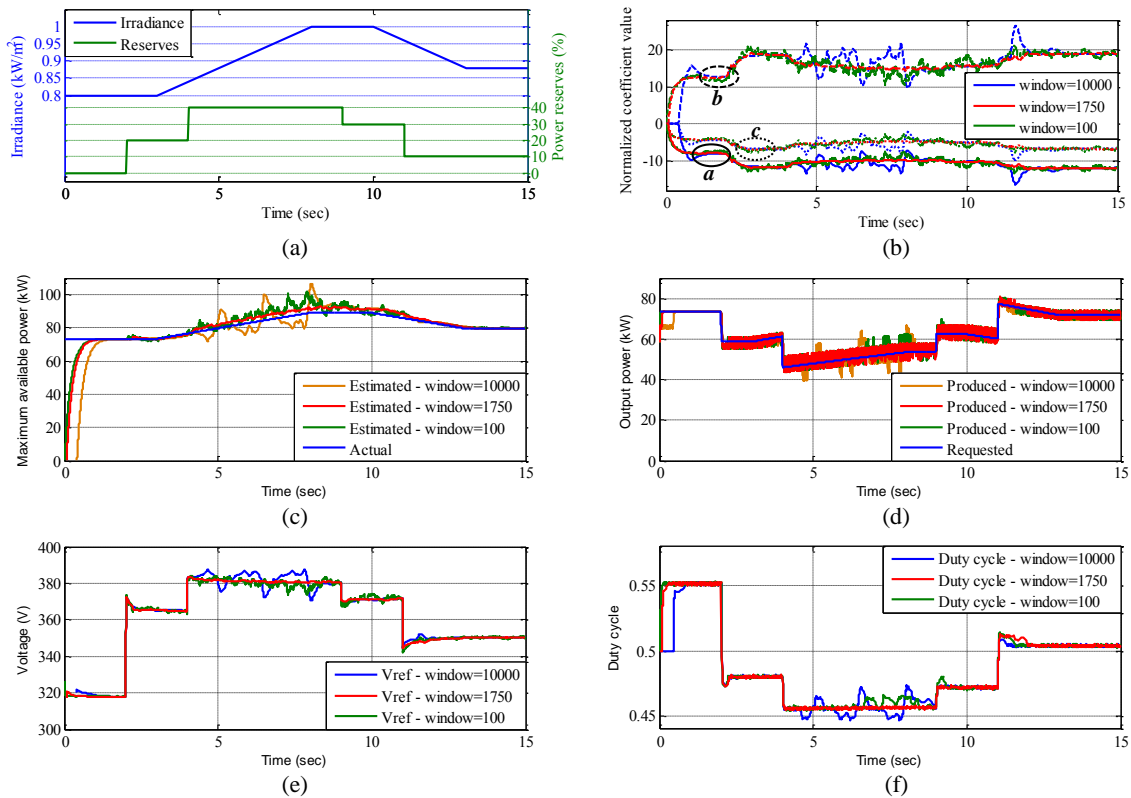 Irradiance
Reserves
Irradiance (kW/m²)
1
0.95
0.9
0.85
0.8
Power reserves (%)
40
30
20
10
0
0 5 10 15
Time (sec)
(a)
Normalized coefficient value
20
10
0
-10
b
c
a
window=10000
window=1750
window=100
0 5 10 15
Time (sec)
(b)
Maximum available power (kW)
100
80
60
40
20
0
Estimated - window=10000
Estimated - window=1750
Estimated - window=100
Actual
0 5 10 15
Time (sec)
(c)
Output power (kW)
80
60
40
20
0
Produced - window=10000
Produced - window=1750
Produced - window=100
Requested
0 5 10 15
Time (sec)
(d)
Voltage (V)
400
380
360
340
320
300
Vref - window=10000
Vref - window=1750
Vref - window=100
0 5 10 15
Time (sec)
(e)
Duty cycle
0.55
0.5
0.45
Duty cycle - window=10000
Duty cycle - window=1750
Duty cycle - window=100
0 5 10 15
Time (sec)
(f)